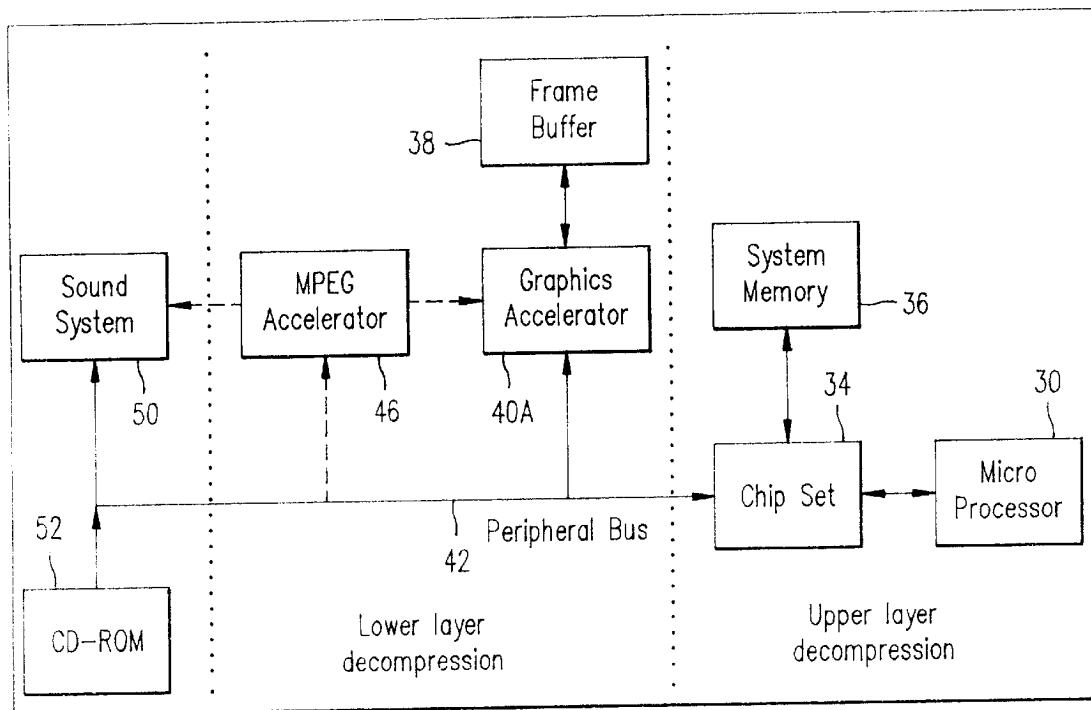 Frame
Buffer
38
Sound
System
50
MPEG
Accelerator
46
Graphics
Accelerator
40A
System
Memory
36
34
30
Chip Set
Micro
Processor
42
Peripheral Bus
52
CD-ROM
Lower layer
decompression
Upper layer
decompression